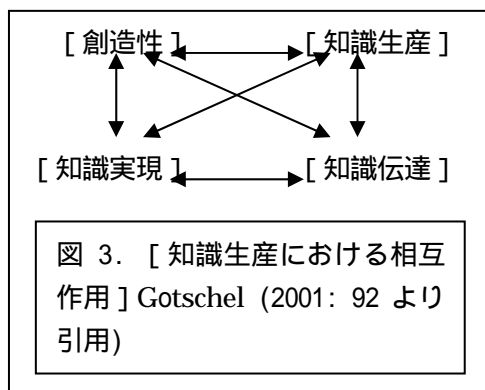 [ 創造性 ] [ 知識生産 ]
[ 知識実現 ] [ 知識伝達 ]
図 3. [ 知識生産における相互
作用 ] Gotschel (2001: 92 より
引用)